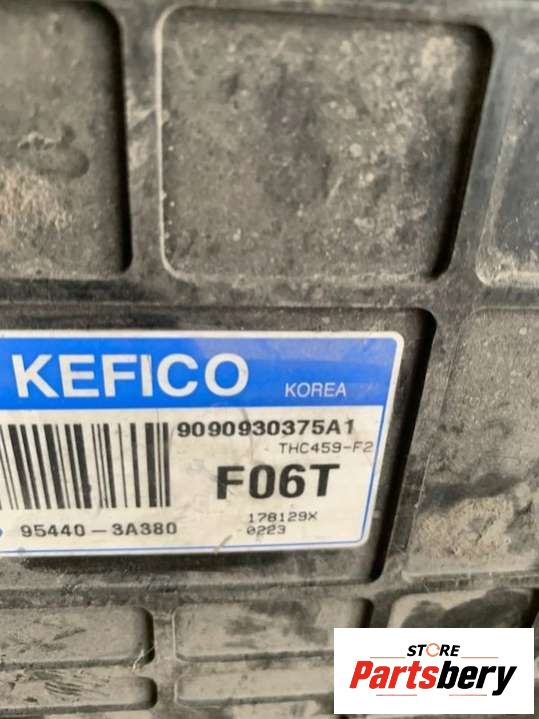 KEFICO KOREA
9090930375A1
THC459-F2
F06T
95440-3A380
178129X
0223
STORE
Partsbery